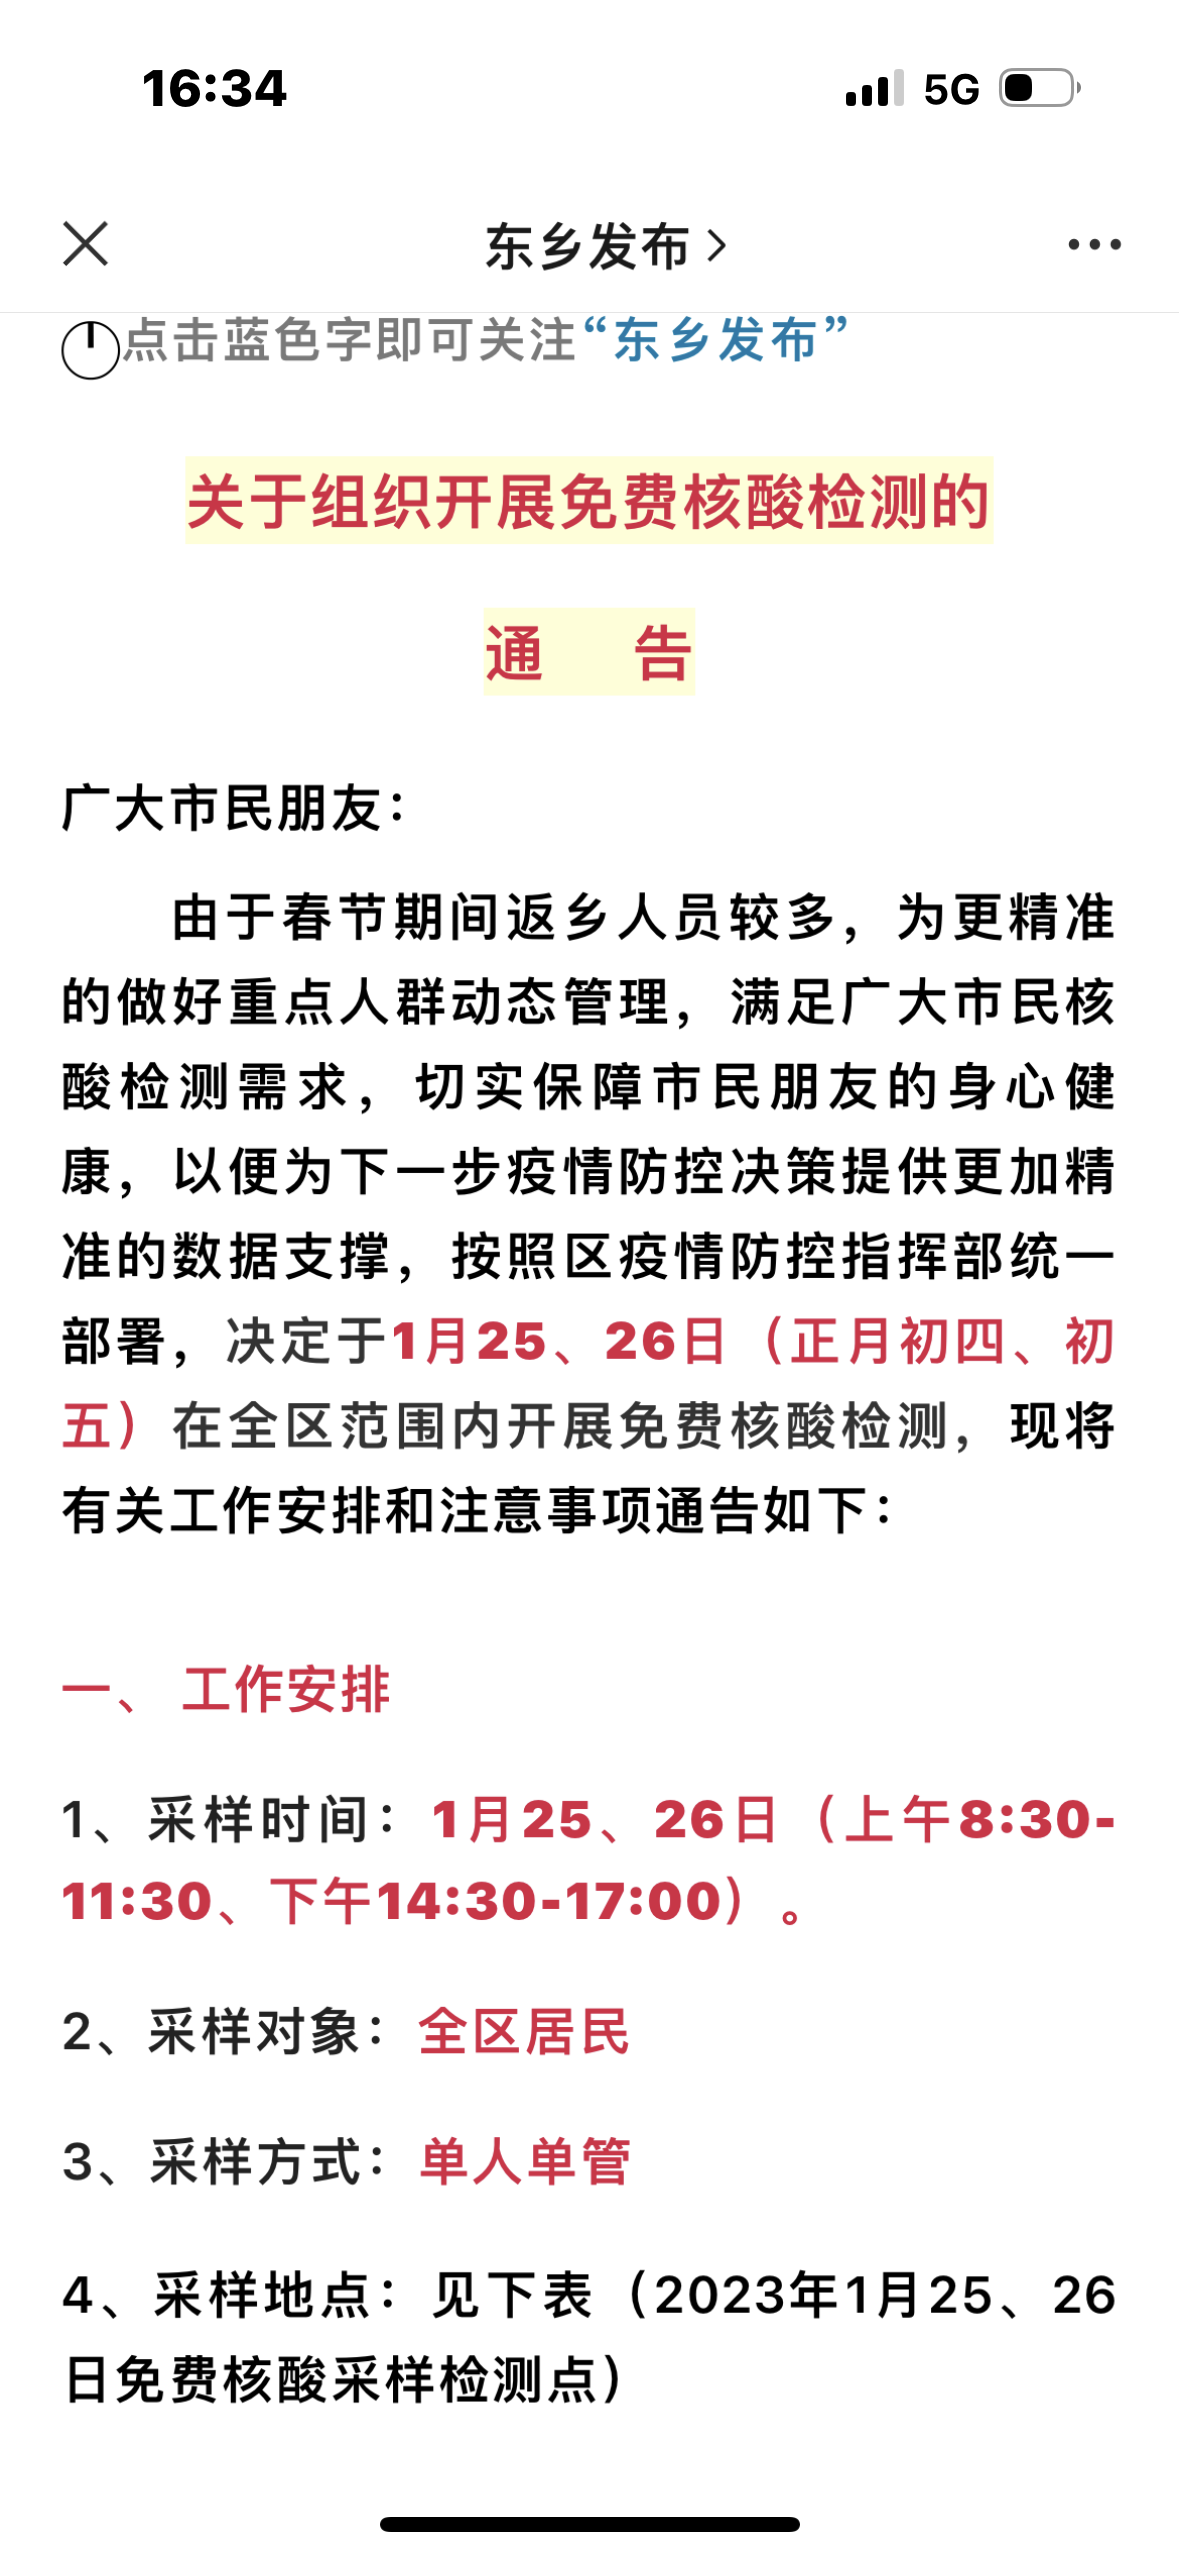 16:34
5G
东乡发布
点击蓝色字即可关注“东乡发布”
关于组织开展免费核酸检测的
通 告
广大市民朋友：
由于春节期间返乡人员较多，为更精准
的做好重点人群动态管理，满足广大市民核
酸检测需求，切实保障市民朋友的身心健
康，以便为下一步疫情防控决策提供更加精
准的数据支撑，按照区疫情防控指挥部统一
部署，决定于1月25、26日（正月初四、初
五）在全区范围内开展免费核酸检测，现将
有关工作安排和注意事项通告如下：
一、 工作安排
1、采样时间：1月25、26日（上午8:30-
11:30、下午14:30-17:00）。
2、采样对象：全区居民
3、采样方式：单人单管
4、采样地点：见下表（2023年1月25、26
日免费核酸采样检测点）